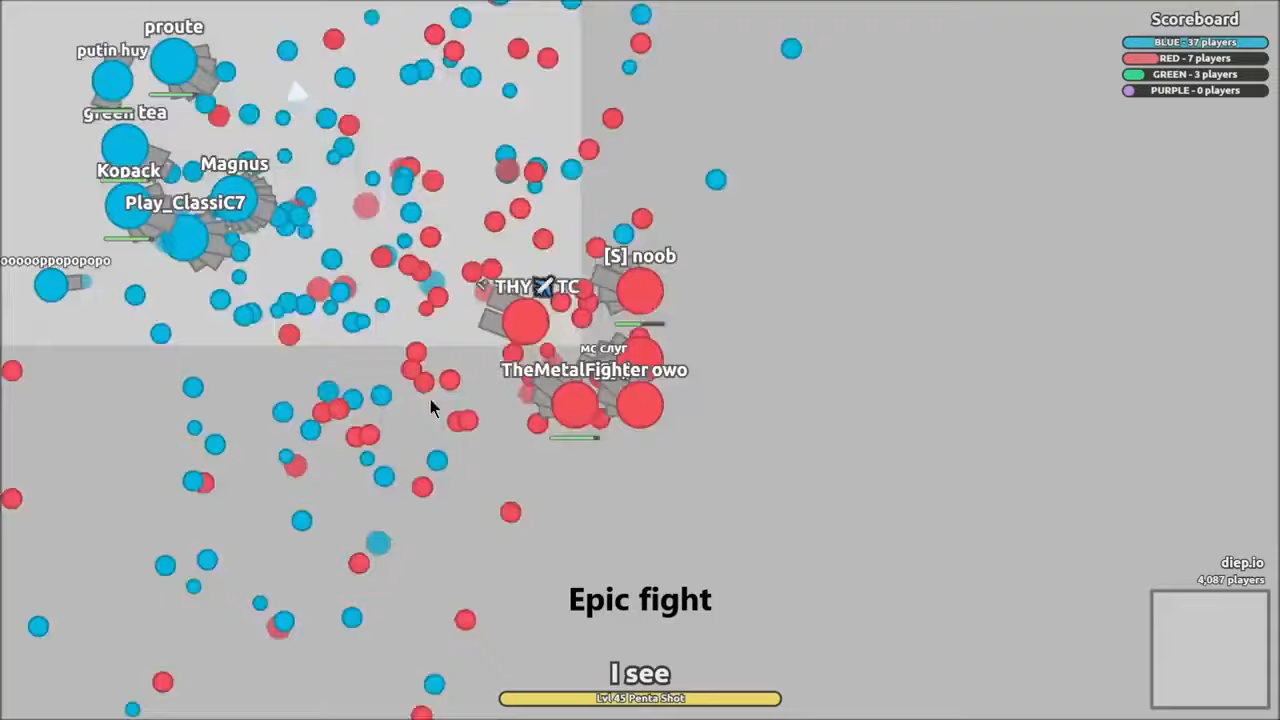 proute
putin huy
green tea
Kopack
Magnus
Play_ClassiC7
[S] noob
THY TC
мс слуг
TheMetalFighter owo
Scoreboard
BLUE - 37 players
RED - 7 players
GREEN - 3 players
PURPLE - 0 players
diep.io
4,087 players
Epic fight
I see
Lvl 45 Penta Shot